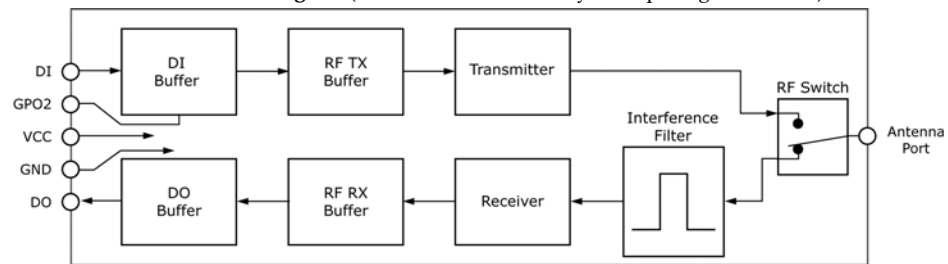 DI
Buffer
RF TX
Buffer
Transmitter
RF Switch
Interference
Filter
Antenna
Port
DI
GPO2
VCC
GND
DO
DO
Buffer
RF RX
Buffer
Receiver